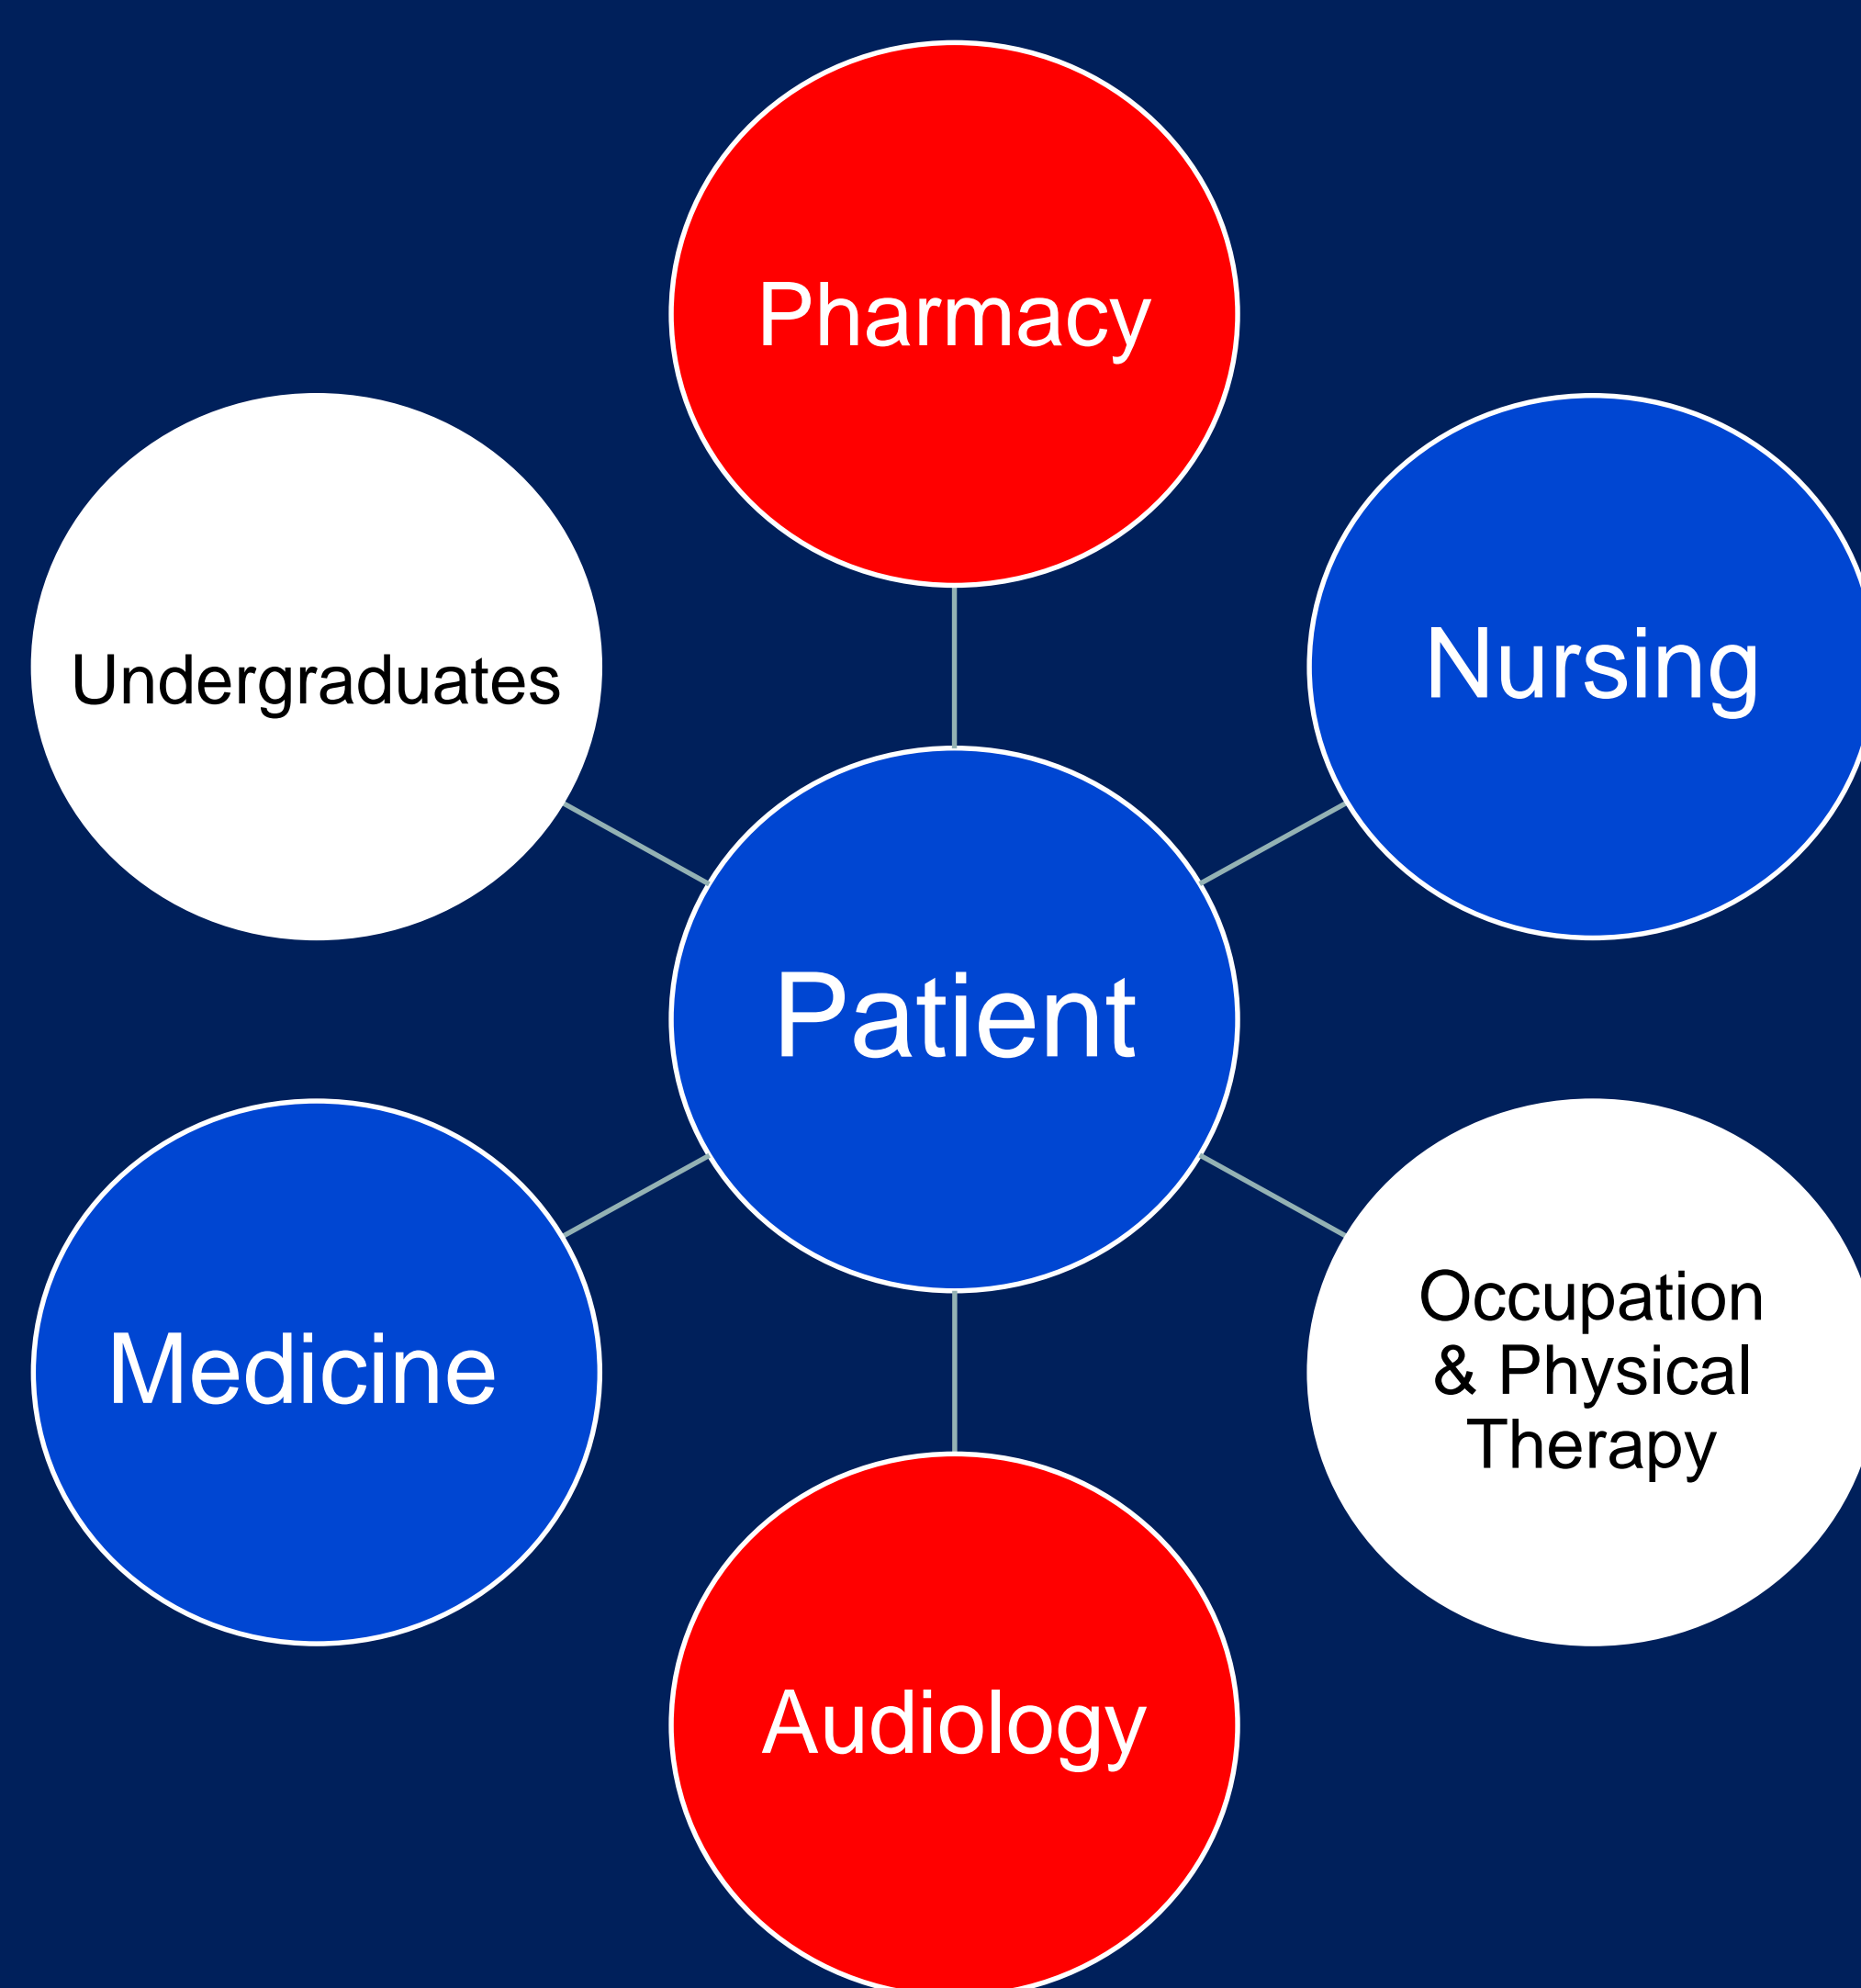 Pharmacy
Undergraduates
Nursing
Patient
Medicine
Occupation
& Physical
Therapy
Audiology